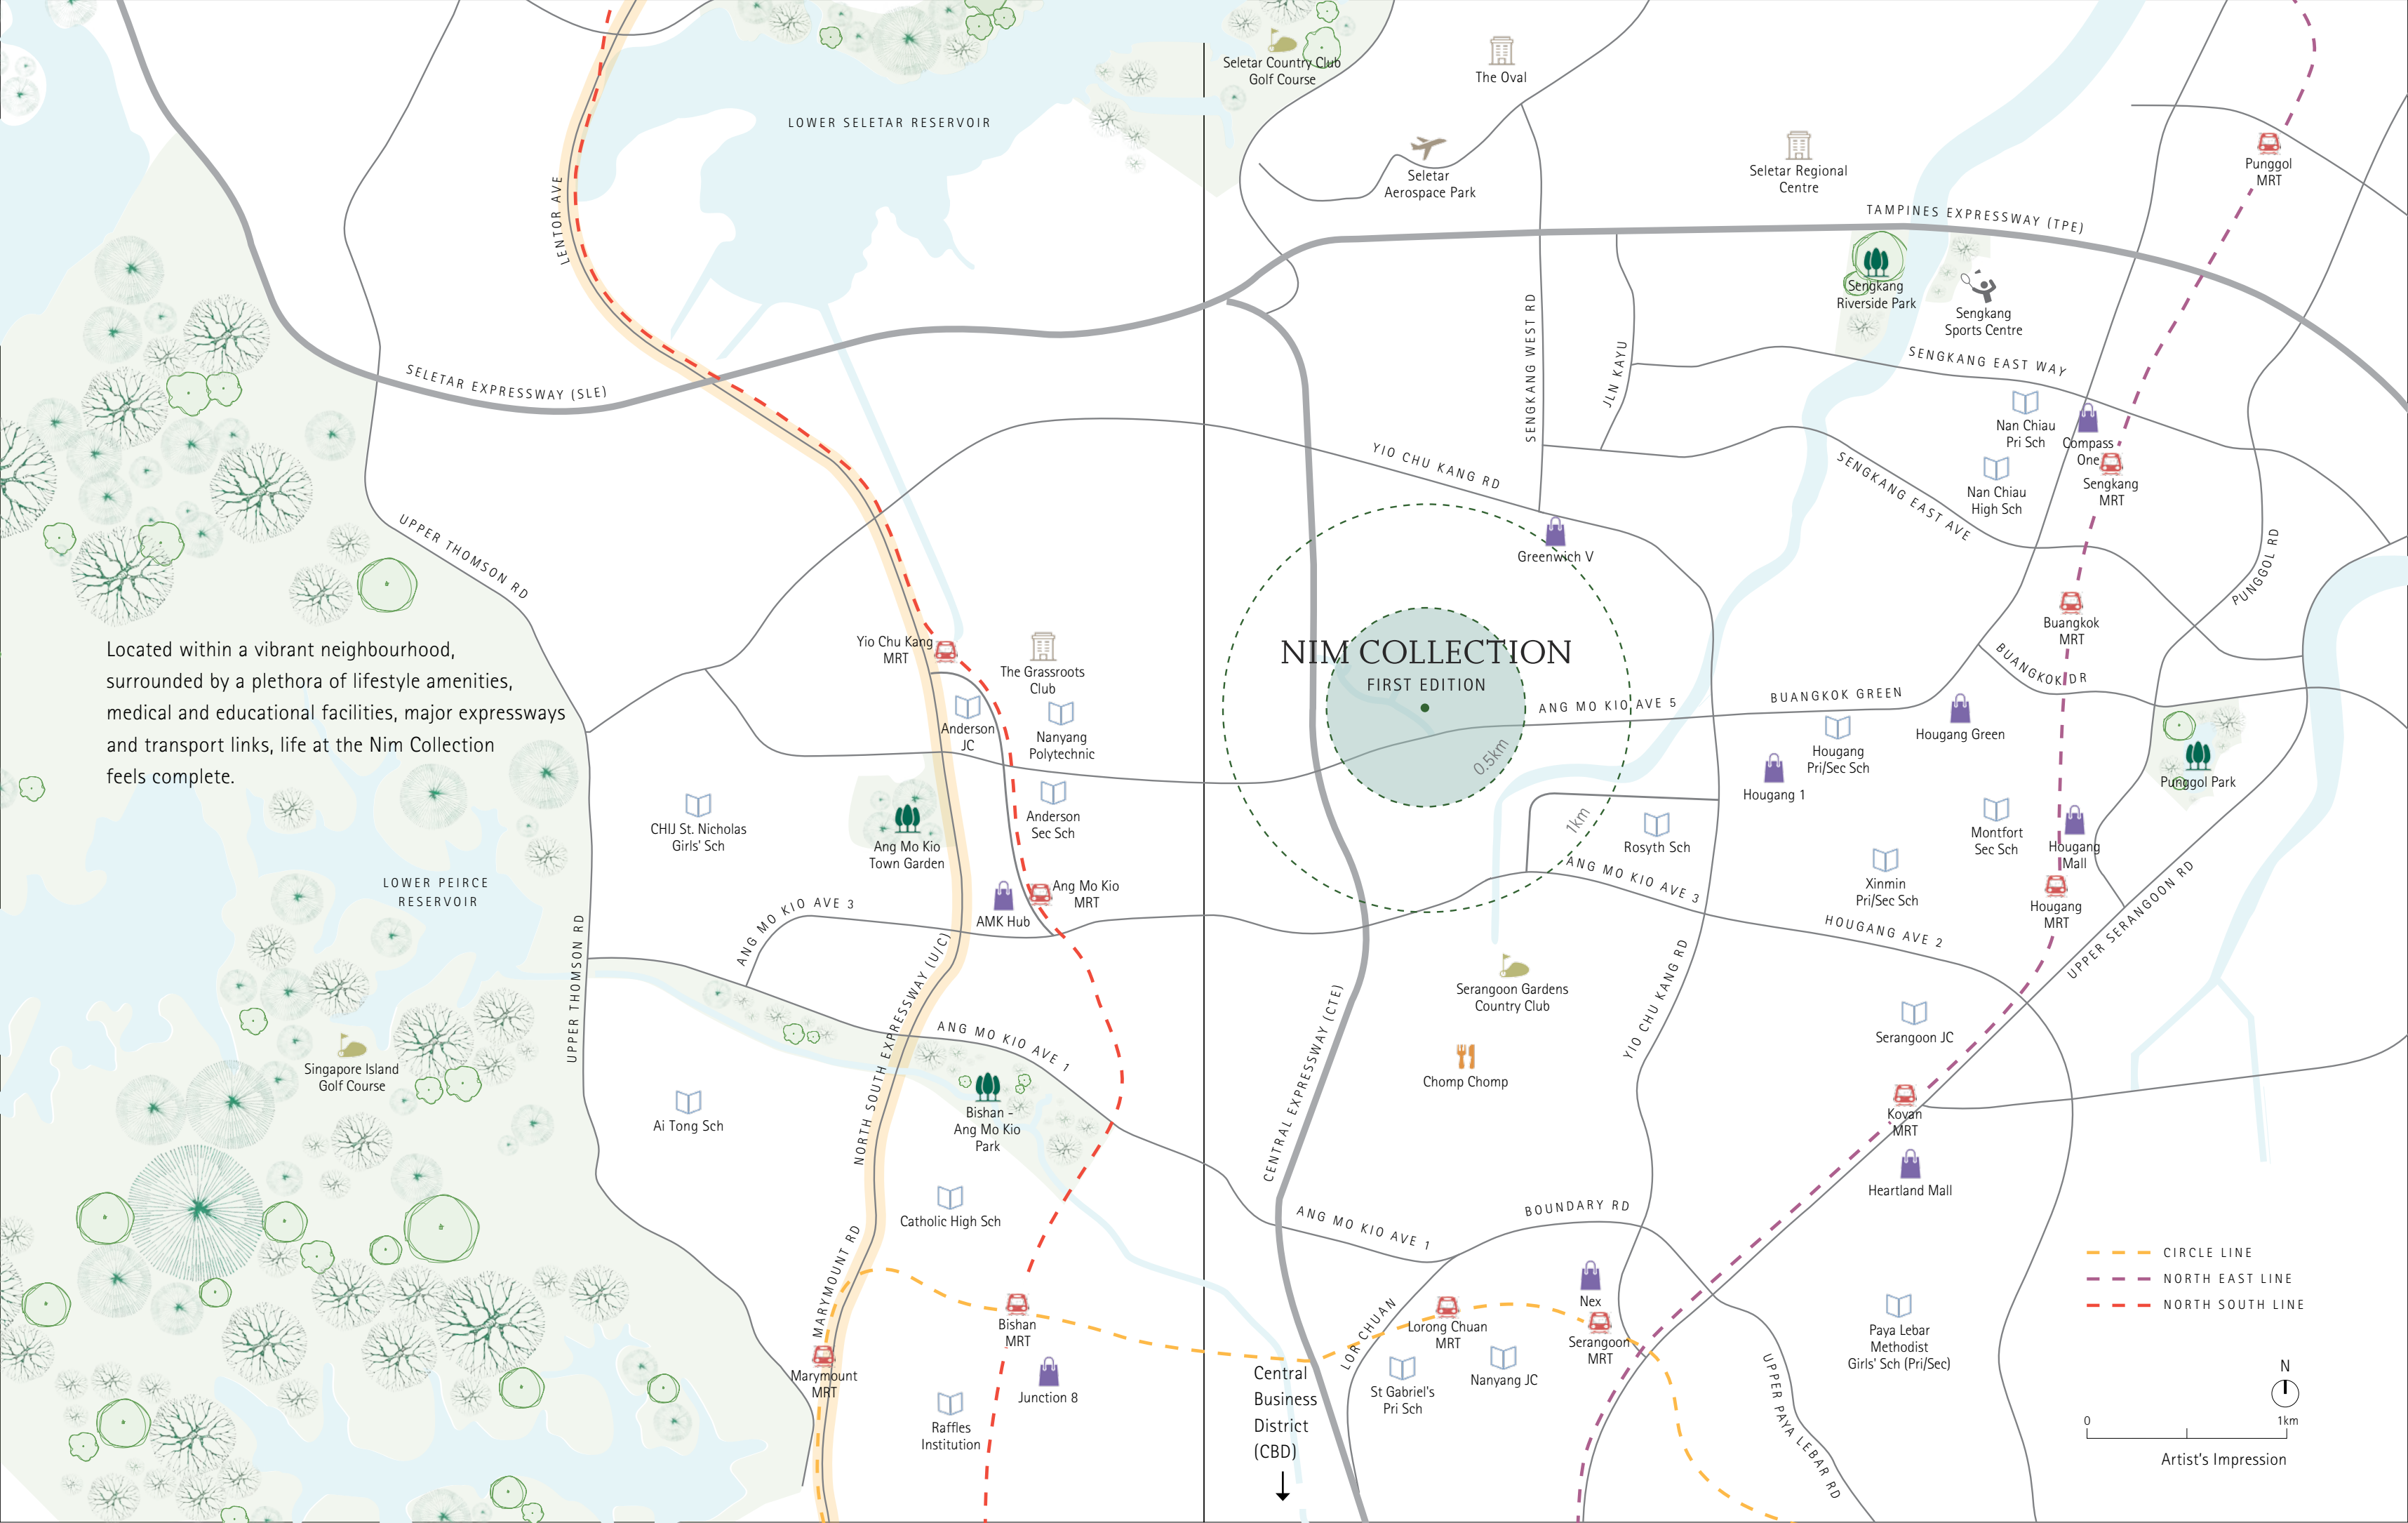 Seletar Country Club
Golf Course
The Oval
LOWER SELETAR RESERVOIR
Seletar
Aerospace Park
Seletar Regional
Centre
Punggol
MRT
LENTOR AVE
TAMPINES EXPRESSWAY (TPE)
Sengkang
Riverside Park
Sengkang
Sports Centre
SENGKANG WEST RD
JLN KAYU
SENGKANG EAST WAY
SELETAR EXPRESSWAY (SLE)
Nan Chiau
Pri Sch
Compass
One
YIO CHU KANG RD
SENGKANG EAST AVE
Nan Chiau
High Sch
Sengkang
MRT
UPPER THOMSON RD
Greenwich V
PUNGGOL RD
Buangkok
MRT
Located within a vibrant neighbourhood,
surrounded by a plethora of lifestyle amenities,
medical and educational facilities, major expressways
and transport links, life at the Nim Collection
feels complete.
Yio Chu Kang
MRT
The Grassroots
Club
NIM COLLECTION
FIRST EDITION
BUANGKOK DR
ANG MO KIO AVE 5
BUANGKOK GREEN
Anderson
JC
Nanyang
Polytechnic
Hougang Green
Hougang
Pri/Sec Sch
0.5km
Hougang 1
Punggol Park
CHIJ St. Nicholas
Girls' Sch
Ang Mo Kio
Town Garden
Anderson
Sec Sch
1km
Rosyth Sch
Montfort
Sec Sch
Hougang
Mall
LOWER PEIRCE
RESERVOIR
Ang Mo Kio
MRT
AMK Hub
ANG MO KIO AVE 3
ANG MO KIO AVE 3
Xinmin
Pri/Sec Sch
Hougang
MRT
HOUGANG AVE 2
UPPER SERANGOON RD
UPPER THOMSON RD
NORTH SOUTH EXPRESSWAY (U/C)
CENTRAL EXPRESSWAY (CTE)
Serangoon Gardens
Country Club
YIO CHU KANG RD
Serangoon JC
ANG MO KIO AVE 1
Singapore Island
Golf Course
Chomp Chomp
Ai Tong Sch
Bishan -
Ang Mo Kio
Park
Kovan
MRT
Heartland Mall
Catholic High Sch
ANG MO KIO AVE 1
BOUNDARY RD
MARYMOUNT RD
CIRCLE LINE
NORTH EAST LINE
NORTH SOUTH LINE
Nex
Bishan
MRT
LOR CHUAN
Lorong Chuan
MRT
Serangoon
MRT
Paya Lebar
Methodist
Girls' Sch (Pri/Sec)
Marymount
MRT
Junction 8
Central
Business
District
(CBD)
St Gabriel's
Pri Sch
Nanyang JC
UPPER PAYA LEBAR RD
Raffles
Institution
N
0 1km
Artist's Impression